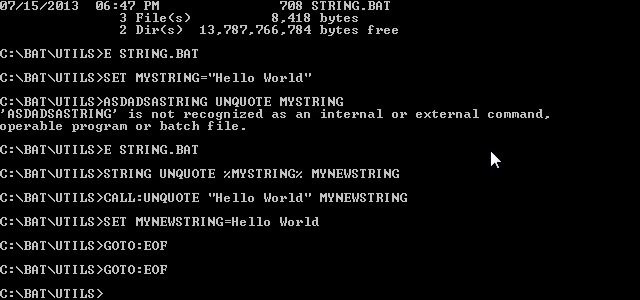 07/15/2013  06:47 PM               708 STRING.BAT
               3 File(s)          8,418 bytes
               2 Dir(s)  13,787,766,784 bytes free
C:\BAT\UTILS>E STRING.BAT
C:\BAT\UTILS>SET MYSTRING="Hello World"
C:\BAT\UTILS>ASDADSASTRING UNQUOTE MYSTRING
'ASDADSASTRING' is not recognized as an internal or external command,
operable program or batch file.
C:\BAT\UTILS>E STRING.BAT
C:\BAT\UTILS>STRING UNQUOTE %MYSTRING% MYNEWSTRING
C:\BAT\UTILS>CALL:UNQUOTE "Hello World" MYNEWSTRING
C:\BAT\UTILS>SET MYNEWSTRING=Hello World
C:\BAT\UTILS>GOTO:EOF
C:\BAT\UTILS>GOTO:EOF
C:\BAT\UTILS>